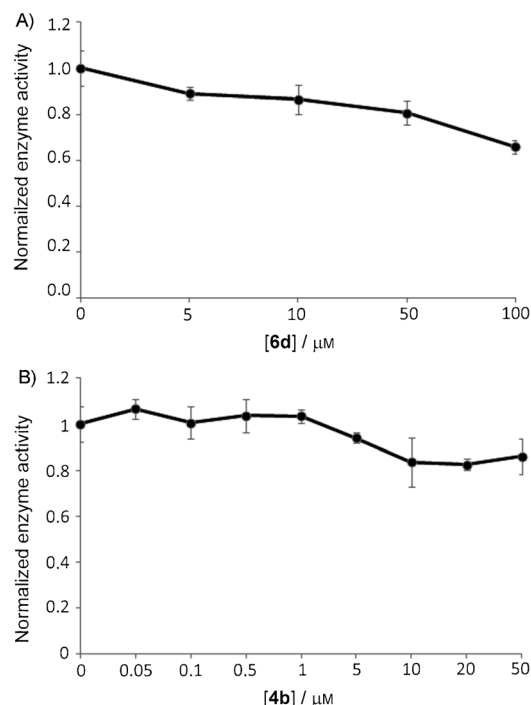 A)
Normailzed enzyme activity
1.2
1.0
0.8
0.6
0.4
0.2
0.0
0 5 10 50 100
[6d] / μM
B)
Normalized enzyme activity
1.2
1
0.8
0.6
0.4
0.2
0
0 0.05 0.1 0.5 1 5 10 20 50
[4b] / μM